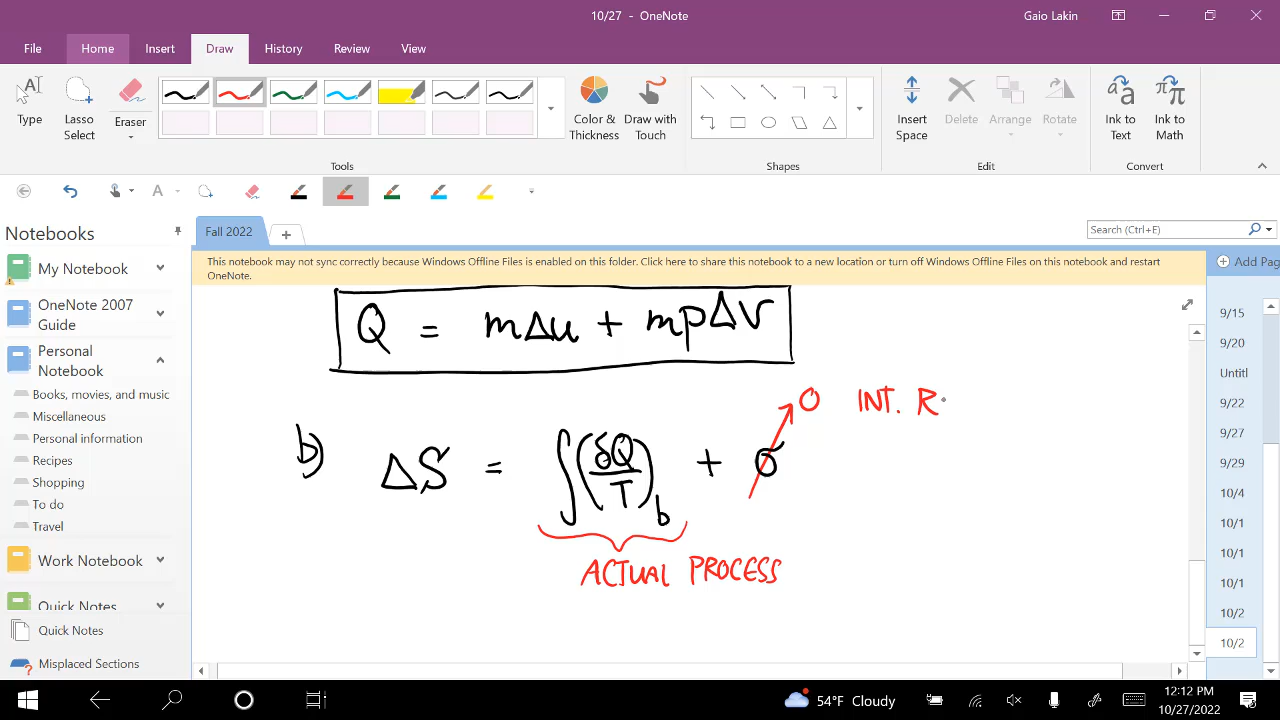 10/27 - OneNote
Gaio Lakin
File Home Insert Draw History Review View
Type
Lasso Select
Eraser
Color & Thickness
Draw with Touch
Insert Space
Delete
Arrange
Rotate
Ink to Text
Ink to Math
Tools
Shapes
Edit
Convert
Notebooks
Fall 2022
Search (Ctrl+E)
This notebook may not sync correctly because Windows Offline Files is enabled on this folder. Click here to share this notebook to a new location or turn off Windows Offline Files on this notebook and restart
OneNote.
Add Pag
My Notebook
OneNote 2007
Guide
Personal
Notebook
Books, movies, and music
Miscellaneous
Personal information
Recipes
Shopping
To do
Travel
Work Notebook
Quick Notes
Quick Notes
Misplaced Sections
Q = mΔu + mpΔV
O INT. R
b) ΔS = ∫(δQ/T)b + σ
ACTUAL PROCESS
9/15
9/20
Untitl
9/22
9/27
9/29
10/4
10/1
10/1
10/1
10/2
10/2
54°F Cloudy
12:12 PM
10/27/2022